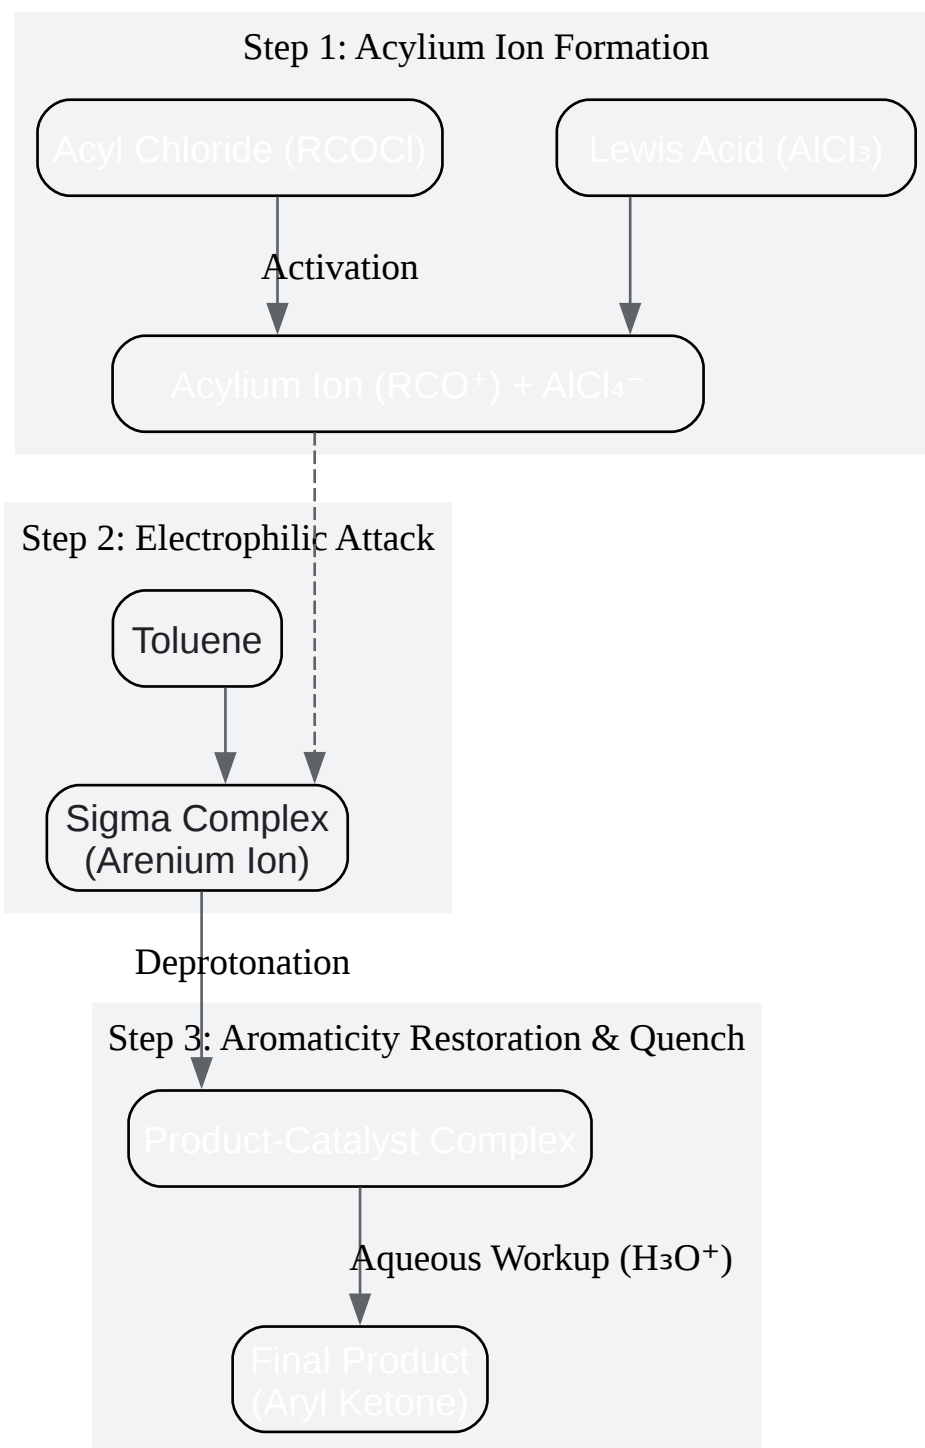 Step 1: Acylium Ion Formation
Acyl Chloride (RCOCl)
Lewis Acid (AlCl₃)
Activation
Acylium Ion (RCO⁺) + AlCl₄⁻
Step 2: Electrophilic Attack
Toluene
Sigma Complex
(Arenium Ion)
Deprotonation
Step 3: Aromaticity Restoration & Quench
Product-Catalyst Complex
Aqueous Workup (H₃O⁺)
Final Product
(Aryl Ketone)